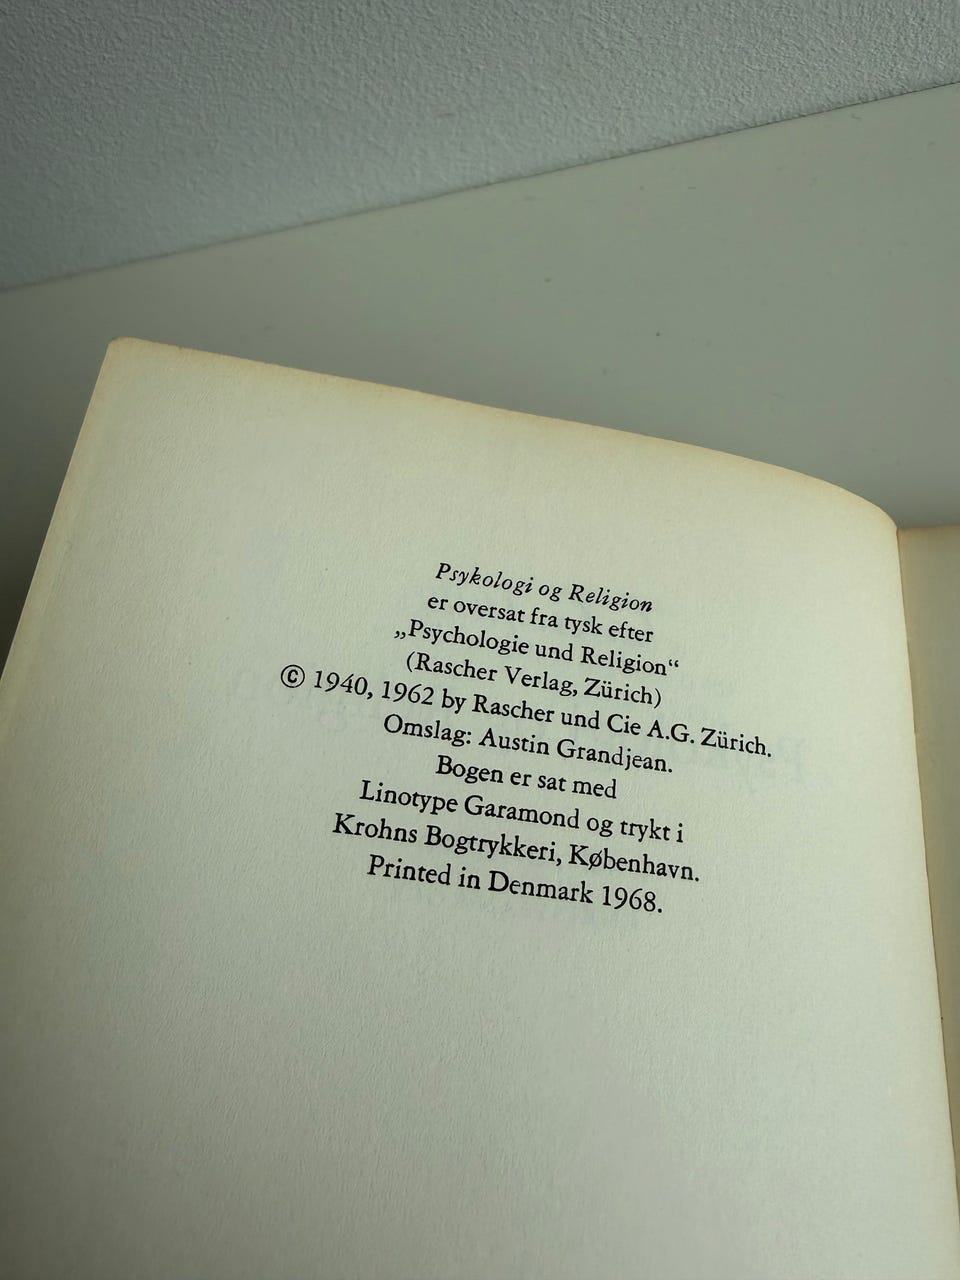 Psykologi og Religion
er oversat fra tysk efter
„Psychologie und Religion“
(Rascher Verlag, Zürich)
© 1940, 1962 by Rascher und Cie A.G. Zürich.
Omslag: Austin Grandjean.
Bogen er sat med
Linotype Garamond og trykt i
Krohns Bogtrykkeri, København.
Printed in Denmark 1968.